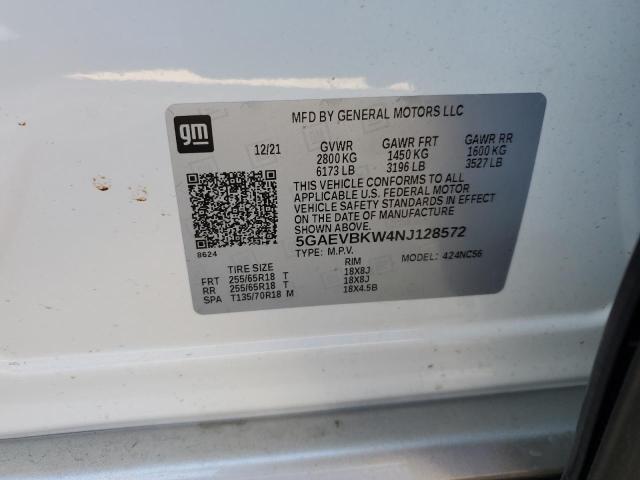 MFD BY GENERAL MOTORS LLC
gm
12/21 GVWR GAWR FRT GAWR RR
2800 KG 1450 KG 1600 KG
6173 LB 3196 LB 3527 LB
THIS VEHICLE CONFORMS TO ALL
APPLICABLE U.S. FEDERAL MOTOR
VEHICLE SAFETY STANDARDS IN EFFECT
ON THE DATE OF MANUFACTURE SHOWN ABOVE.
5GAEVBKW4NJ128572
8624
TYPE: M.P.V. MODEL: 424NC56
TIRE SIZE RIM
FRT 255/65R18 T 18X8J
RR 255/65R18 T 18X8J
SPA T135/70R18 M 18X4.5B